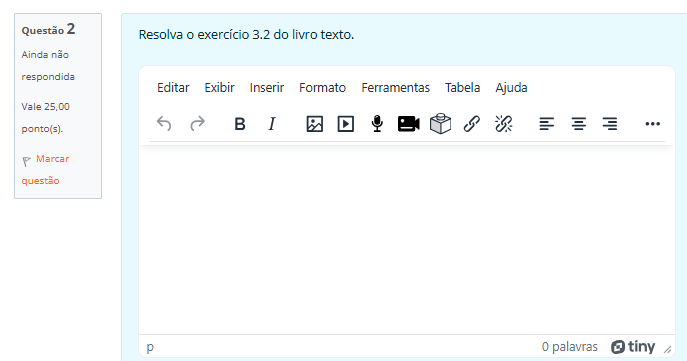 Questão 2
Ainda não
respondida
Vale 25,00
ponto(s).
Marcar
questão
Resolva o exercício 3.2 do livro texto.
Editar Exibir Inserir Formato Ferramentas Tabela Ajuda
B I
p
0 palavras tiny